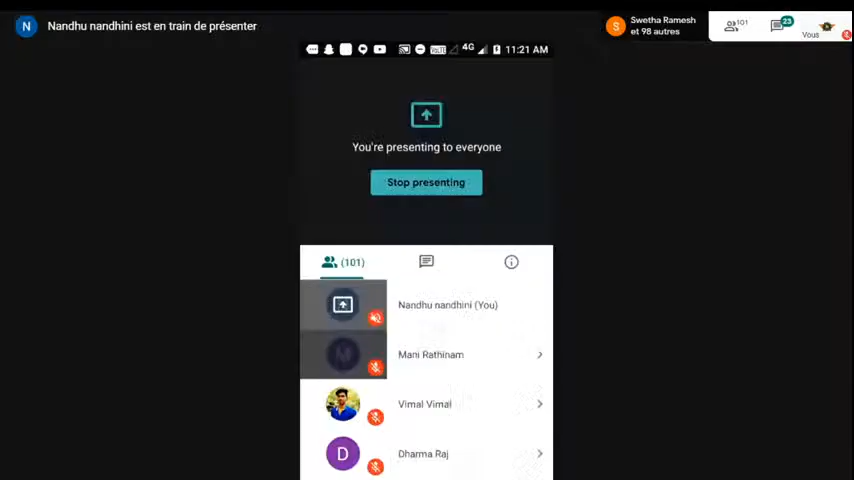 N
Nandhu nandhini est en train de présenter
S
Swetha Ramesh
et 98 autres
101
23
Vous
4G
11:21 AM
You're presenting to everyone
Stop presenting
(101)
Nandhu nandhini (You)
M
Mani Rathinam
Vimal Vimal
D
Dharma Raj